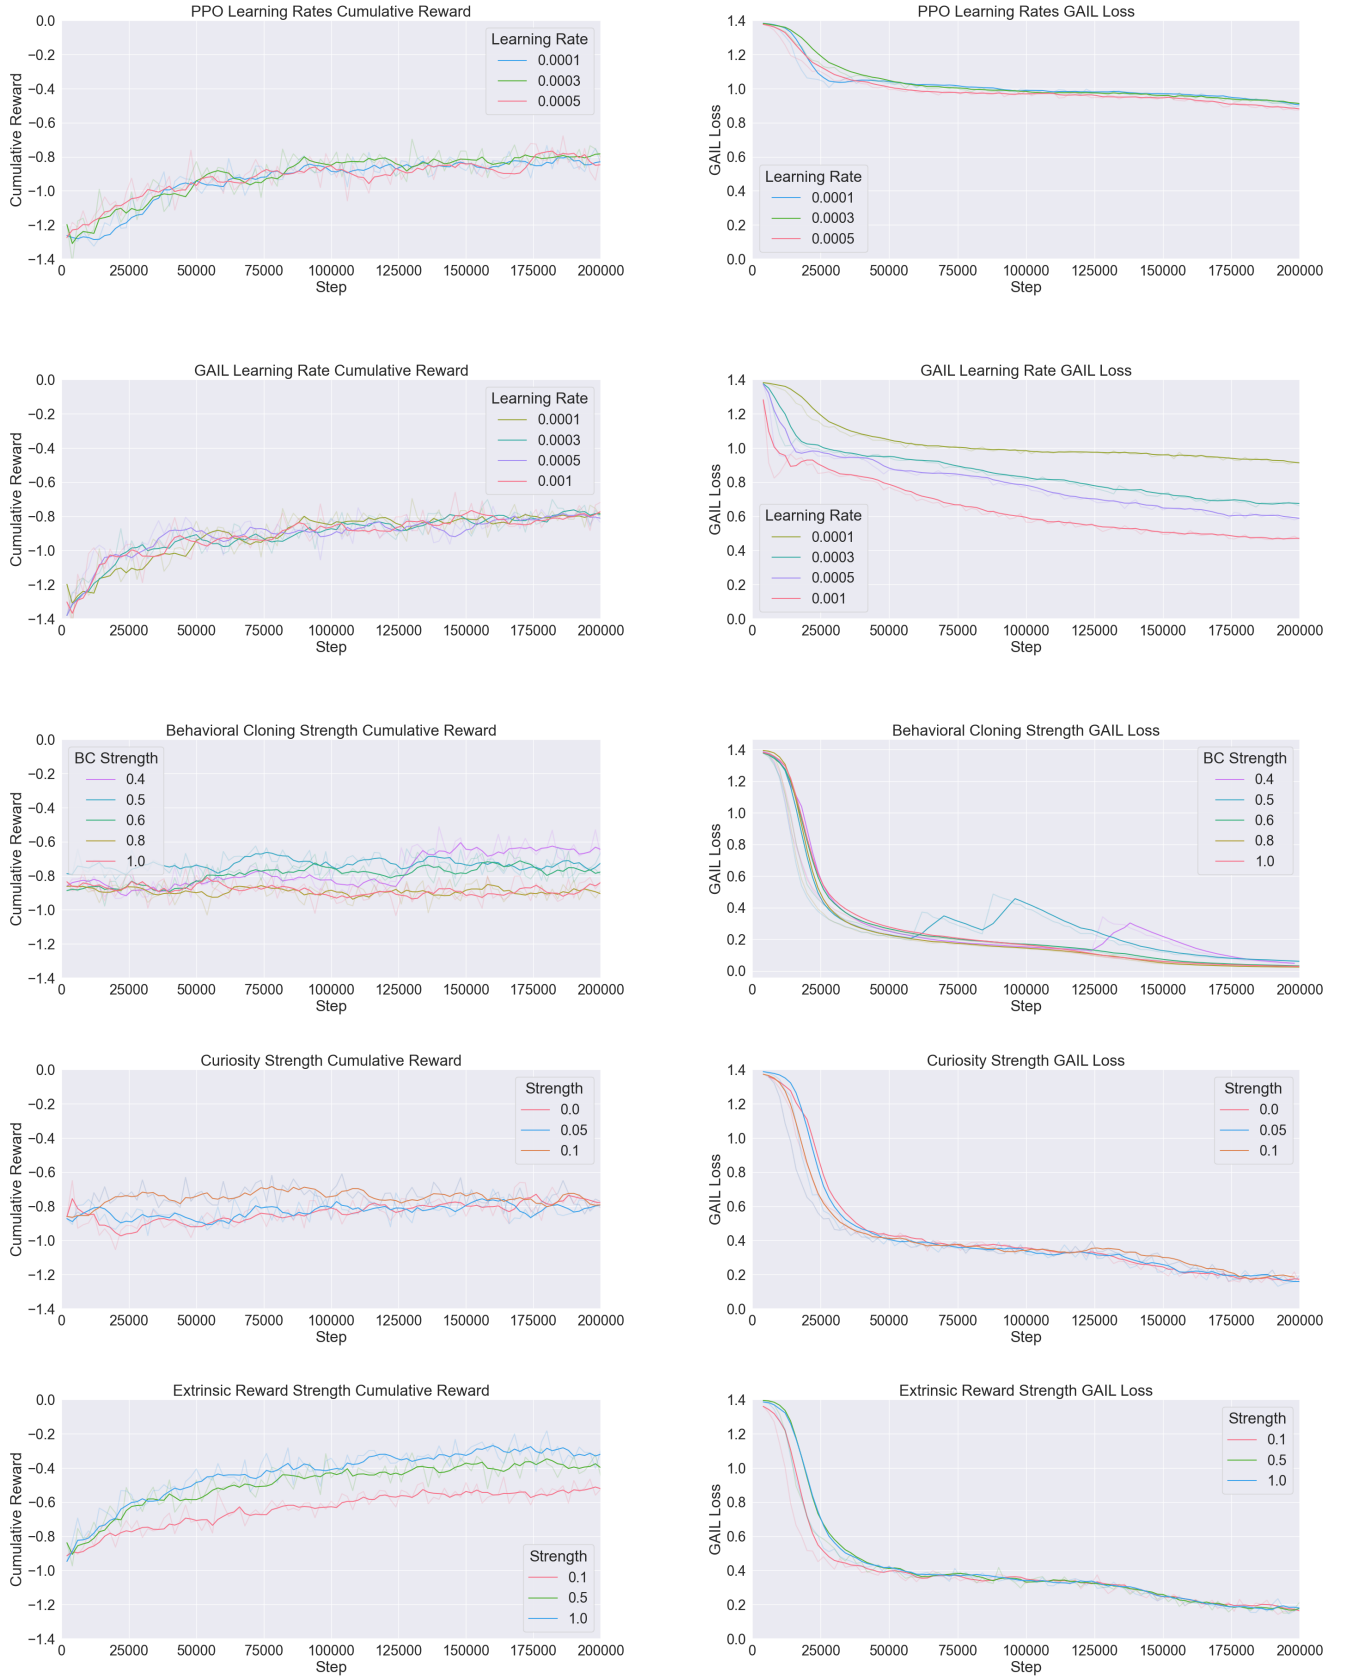 PPO Learning Rates Cumulative Reward
Cumulative Reward
0.0
−0.2
−0.4
−0.6
−0.8
−1.0
−1.2
−1.4
Learning Rate
0.0001
0.0003
0.0005
0 25000 50000 75000 100000 125000 150000 175000 200000
Step
PPO Learning Rates GAIL Loss
GAIL Loss
1.4
1.2
1.0
0.8
0.6
0.4
0.2
0.0
Learning Rate
0.0001
0.0003
0.0005
0 25000 50000 75000 100000 125000 150000 175000 200000
Step
GAIL Learning Rate Cumulative Reward
Cumulative Reward
0.0
−0.2
−0.4
−0.6
−0.8
−1.0
−1.2
−1.4
Learning Rate
0.0001
0.0003
0.0005
0.001
0 25000 50000 75000 100000 125000 150000 175000 200000
Step
GAIL Learning Rate GAIL Loss
GAIL Loss
1.4
1.2
1.0
0.8
0.6
0.4
0.2
0.0
Learning Rate
0.0001
0.0003
0.0005
0.001
0 25000 50000 75000 100000 125000 150000 175000 200000
Step
Behavioral Cloning Strength Cumulative Reward
Cumulative Reward
0.0
−0.2
−0.4
−0.6
−0.8
−1.0
−1.2
−1.4
BC Strength
0.4
0.5
0.6
0.8
1.0
0 25000 50000 75000 100000 125000 150000 175000 200000
Step
Behavioral Cloning Strength GAIL Loss
GAIL Loss
1.4
1.2
1.0
0.8
0.6
0.4
0.2
0.0
BC Strength
0.4
0.5
0.6
0.8
1.0
0 25000 50000 75000 100000 125000 150000 175000 200000
Step
Curiosity Strength Cumulative Reward
Cumulative Reward
0.0
−0.2
−0.4
−0.6
−0.8
−1.0
−1.2
−1.4
Strength
0.0
0.05
0.1
0 25000 50000 75000 100000 125000 150000 175000 200000
Step
Curiosity Strength GAIL Loss
GAIL Loss
1.4
1.2
1.0
0.8
0.6
0.4
0.2
0.0
Strength
0.0
0.05
0.1
0 25000 50000 75000 100000 125000 150000 175000 200000
Step
Extrinsic Reward Strength Cumulative Reward
Cumulative Reward
0.0
−0.2
−0.4
−0.6
−0.8
−1.0
−1.2
−1.4
Strength
0.1
0.5
1.0
0 25000 50000 75000 100000 125000 150000 175000 200000
Step
Extrinsic Reward Strength GAIL Loss
GAIL Loss
1.4
1.2
1.0
0.8
0.6
0.4
0.2
0.0
Strength
0.1
0.5
1.0
0 25000 50000 75000 100000 125000 150000 175000 200000
Step